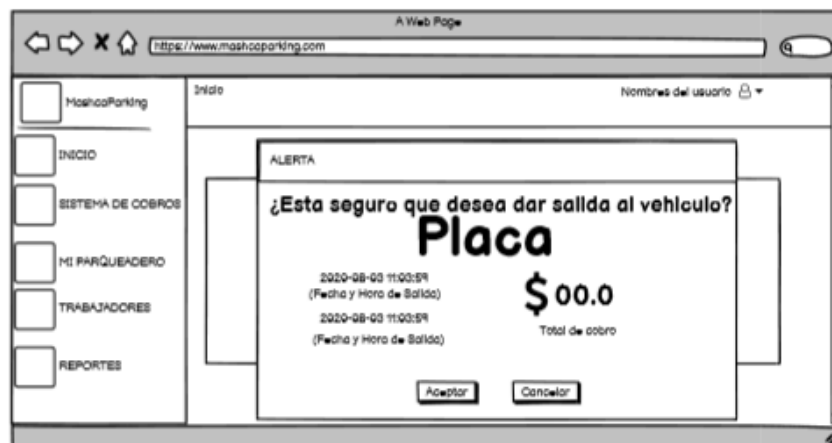 A Web Page
https://www.mashcaparking.com
MashcaParking
Inicio
Nombres del usuario
INICIO
SISTEMA DE COBROS
MI PARQUEADERO
TRABAJADORES
REPORTES
ALERTA
¿Esta seguro que desea dar salida al vehiculo?
Placa
2020-08-03 11:03:59
(Fecha y Hora de Salida)
2020-08-03 11:03:59
(Fecha y Hora de Salida)
$ 00.0
Total de cobro
Aceptar
Cancelar